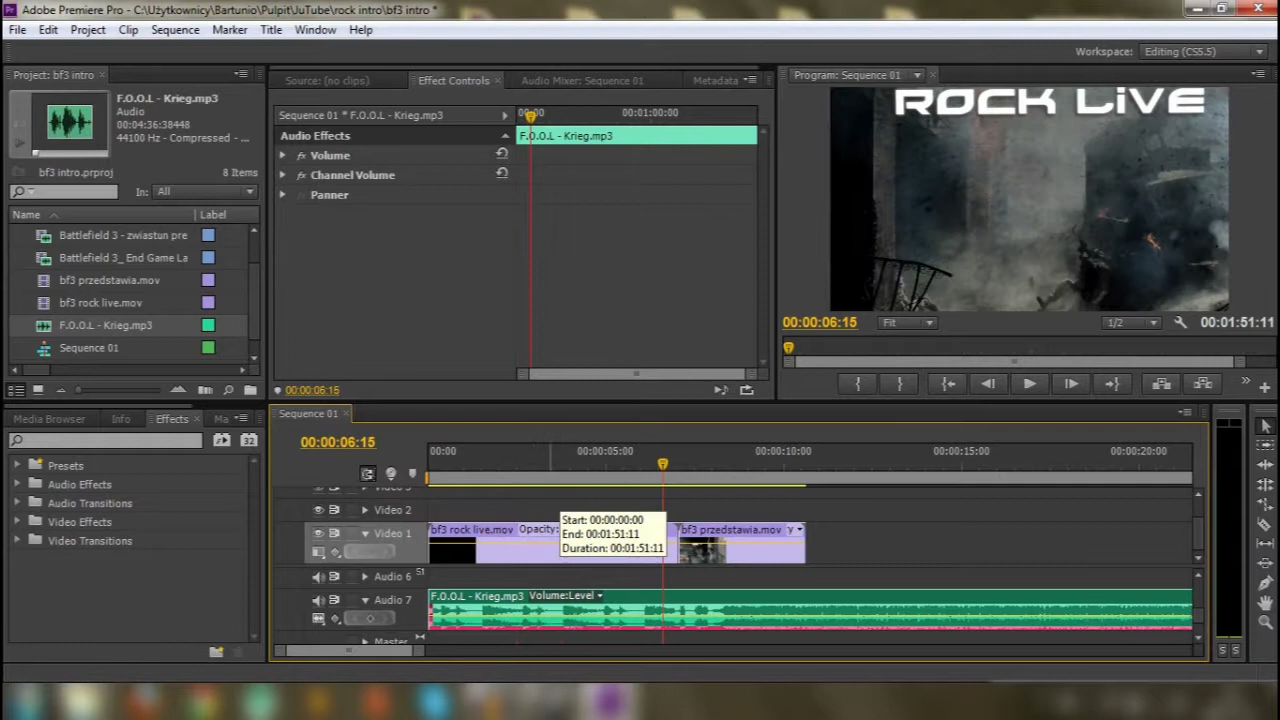 Adobe Premiere Pro - C:\Użytkownicy\Bartunio\Pulpit\JuTube\rock intro\bf3 intro *
File Edit Project Clip Sequence Marker Title Window Help
Workspace: Editing (CS5.5)
Project: bf3 intro
F.O.O.L - Krieg.mp3
Audio
00:04:36:38448
44100 Hz - Compressed - ...
bf3 intro.prproj
8 Items
In: All
Name Label
Battlefield 3 - zwiastun pre
Battlefield 3_ End Game La
bf3 przedstawia.mov
bf3 rock live.mov
F.O.O.L - Krieg.mp3
Sequence 01
Source: (no clips) Effect Controls Audio Mixer: Sequence 01 Metadata
Sequence 01 * F.O.O.L - Krieg.mp3
00:00 00:01:00:00
Audio Effects
F.O.O.L - Krieg.mp3
fx Volume
fx Channel Volume
Panner
00:00:06:15
Program: Sequence 01
ROCK LIVE
00:00:06:15 Fit 1/2 00:01:51:11
Media Browser Info Effects Ma
32
Presets
Audio Effects
Audio Transitions
Video Effects
Video Transitions
Sequence 01
00:00:06:15
00:00 00:00:05:00 00:00:10:00 00:00:15:00 00:00:20:00
Video 3
Video 2
Video 1
bf3 rock live.mov Opacity:
bf3 przedstawia.mov
Start: 00:00:00:00
End: 00:01:51:11
Duration: 00:01:51:11
Audio 6 S1
Audio 7
F.O.O.L - Krieg.mp3 Volume:Level
Master
S S